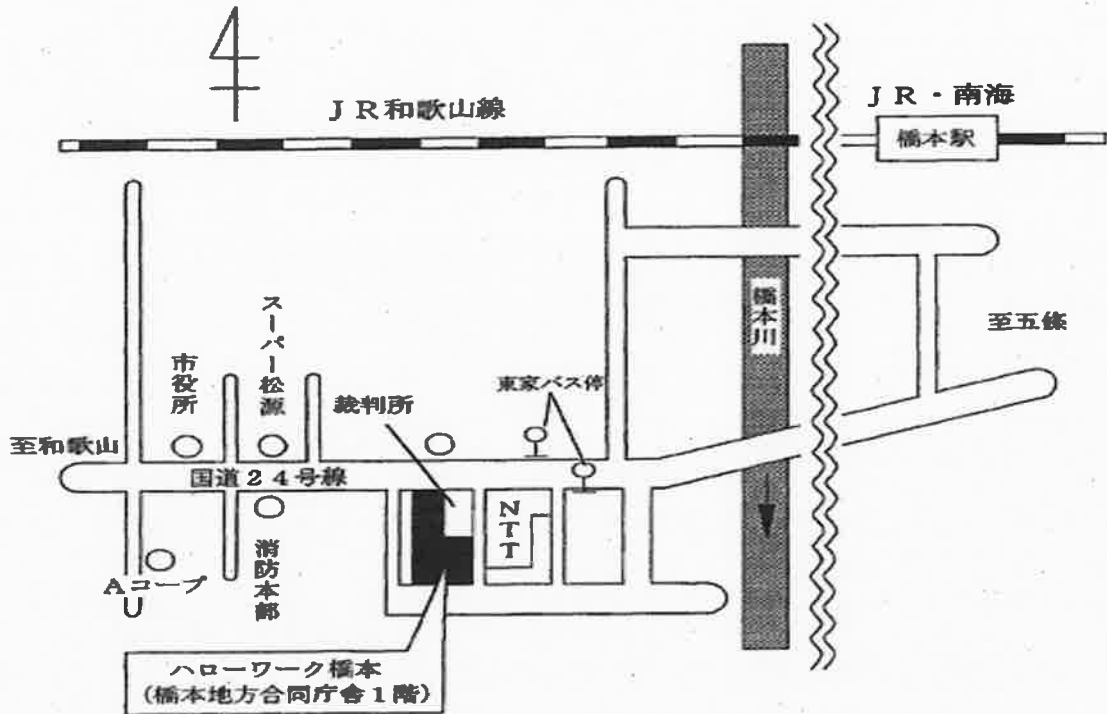 JR和歌山線
JR・南海
橋本駅
橋本川
至五條
スーパー松源
市役所
東家バス停
裁判所
至和歌山
国道24号線
NTT
Aコープ
消防本部
ハローワーク橋本
(橋本地方合同庁舎1階)